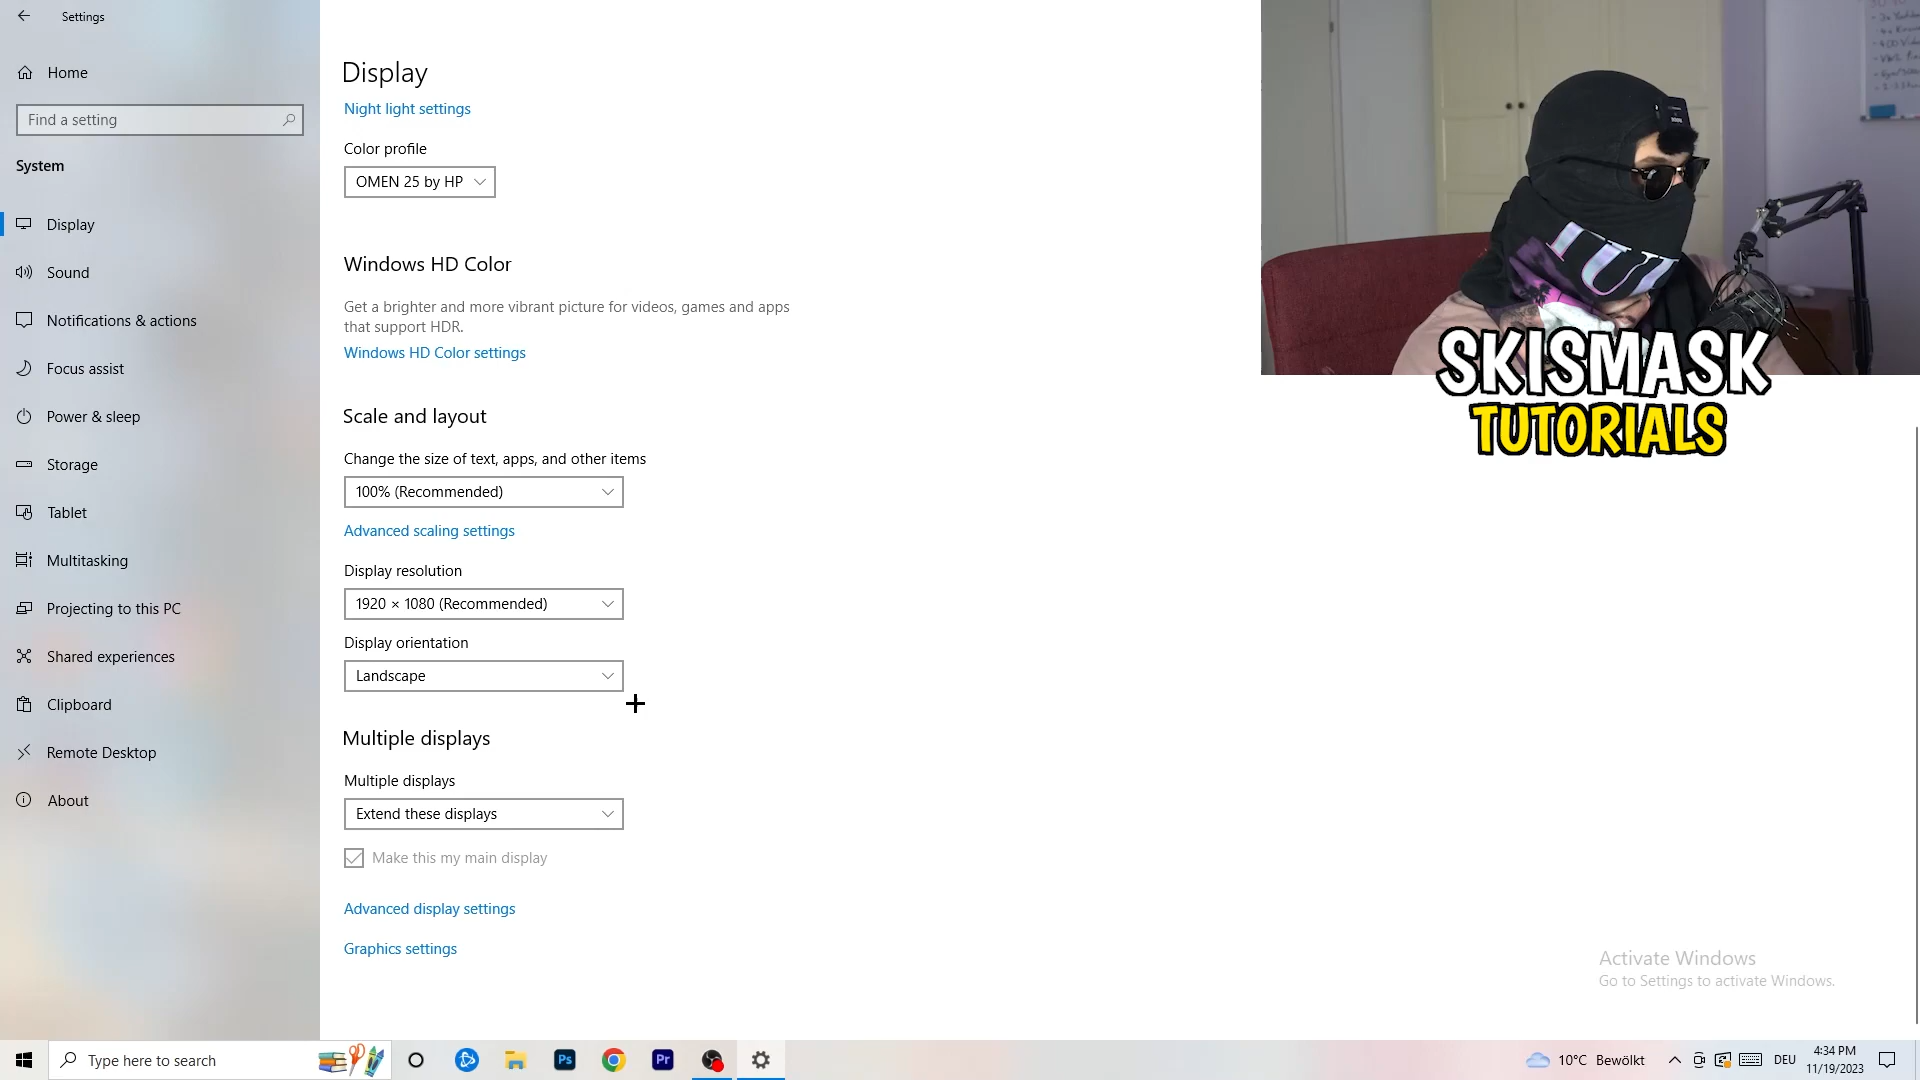 Settings
Home
Find a setting
System
Display
Sound
Notifications & actions
Focus assist
Power & sleep
Storage
Tablet
Multitasking
Projecting to this PC
Shared experiences
Clipboard
Remote Desktop
About
Display
Night light settings
Color profile
OMEN 25 by HP
Windows HD Color
Get a brighter and more vibrant picture for videos, games and apps
that support HDR.
Windows HD Color settings
Scale and layout
Change the size of text, apps, and other items
100% (Recommended)
Advanced scaling settings
Display resolution
1920 × 1080 (Recommended)
Display orientation
Landscape
Multiple displays
Multiple displays
Extend these displays
Make this my main display
Advanced display settings
Graphics settings
SKISMASK
TUTORIALS
Activate Windows
Go to Settings to activate Windows.
Type here to search
Ps
Pr
10°C Bewölkt
DEU
4:34 PM
11/19/2023